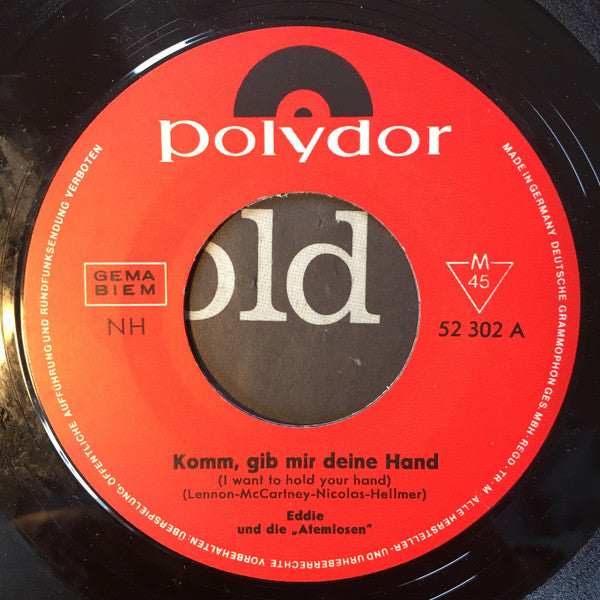 polydor
GEMA
BIEM
NH
old
M
45
52 302 A
Komm, gib mir deine Hand
(I want to hold your hand)
(Lennon-McCartney-Nicolas-Hellmer)
Eddie
und die „Atemlosen"
MADE IN GERMANY DEUTSCHE GRAMMOPHON GES. MBH REGD.-TR.-M. ALLE HERSTELLER- UND URHEBERRECHTE VORBEHALTEN· ÜBERSPIELUNG, ÖFFENTLICHE AUFFÜHRUNG UND RUNDFUNKSENDUNG VERBOTEN